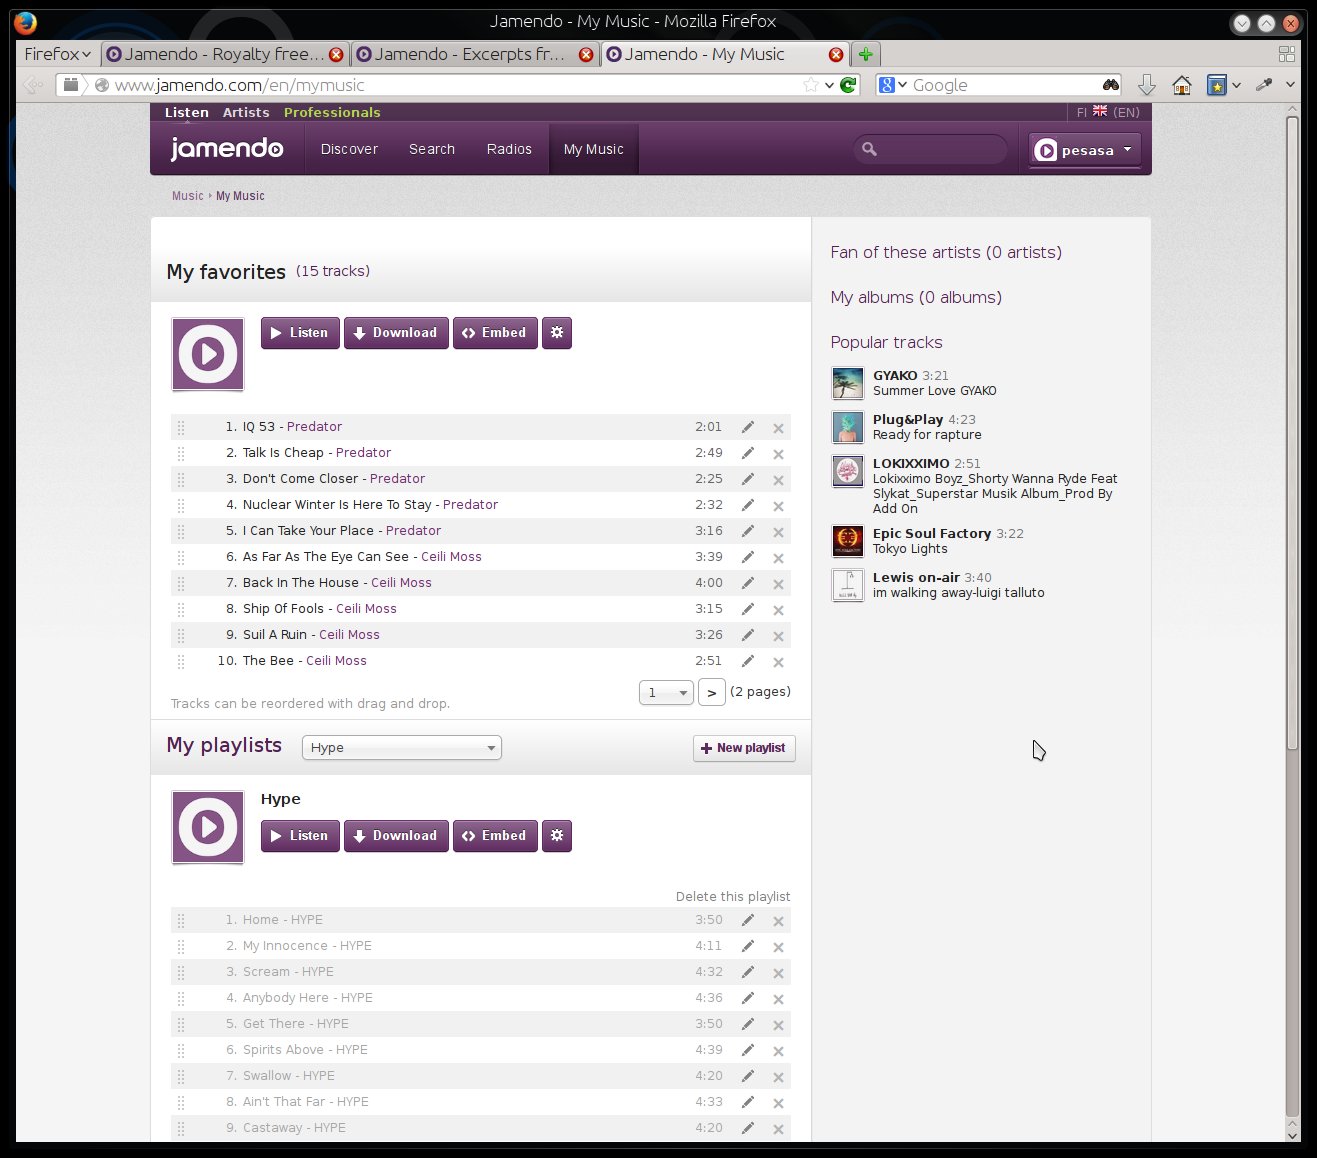 Jamendo - My Music - Mozilla Firefox
Firefox
Jamendo - Royalty free...
Jamendo - Excerpts fr...
Jamendo - My Music
www.jamendo.com/en/mymusic
Google
Listen Artists Professionals
FI (EN)
jamendo
Discover
Search
Radios
My Music
pesasa
Music My Music
My favorites (15 tracks)
Listen
Download
Embed
1. IQ 53 - Predator 2:01
2. Talk Is Cheap - Predator 2:49
3. Don't Come Closer - Predator 2:25
4. Nuclear Winter Is Here To Stay - Predator 2:32
5. I Can Take Your Place - Predator 3:16
6. As Far As The Eye Can See - Ceili Moss 3:39
7. Back In The House - Ceili Moss 4:00
8. Ship Of Fools - Ceili Moss 3:15
9. Suil A Ruin - Ceili Moss 3:26
10. The Bee - Ceili Moss 2:51
1 > (2 pages)
Tracks can be reordered with drag and drop.
My playlists
Hype
New playlist
Hype
Listen
Download
Embed
Delete this playlist
1. Home - HYPE 3:50
2. My Innocence - HYPE 4:11
3. Scream - HYPE 4:32
4. Anybody Here - HYPE 4:36
5. Get There - HYPE 3:50
6. Spirits Above - HYPE 4:39
7. Swallow - HYPE 4:20
8. Ain't That Far - HYPE 4:33
9. Castaway - HYPE 4:20
Fan of these artists (0 artists)
My albums (0 albums)
Popular tracks
GYAKO 3:21
Summer Love GYAKO
Plug&Play 4:23
Ready for rapture
LOKIXXIMO 2:51
Lokixximo Boyz_Shorty Wanna Ryde Feat
Slykat_Superstar Musik Album_Prod By
Add On
Epic Soul Factory 3:22
Tokyo Lights
Lewis on-air 3:40
im walking away-luigi talluto